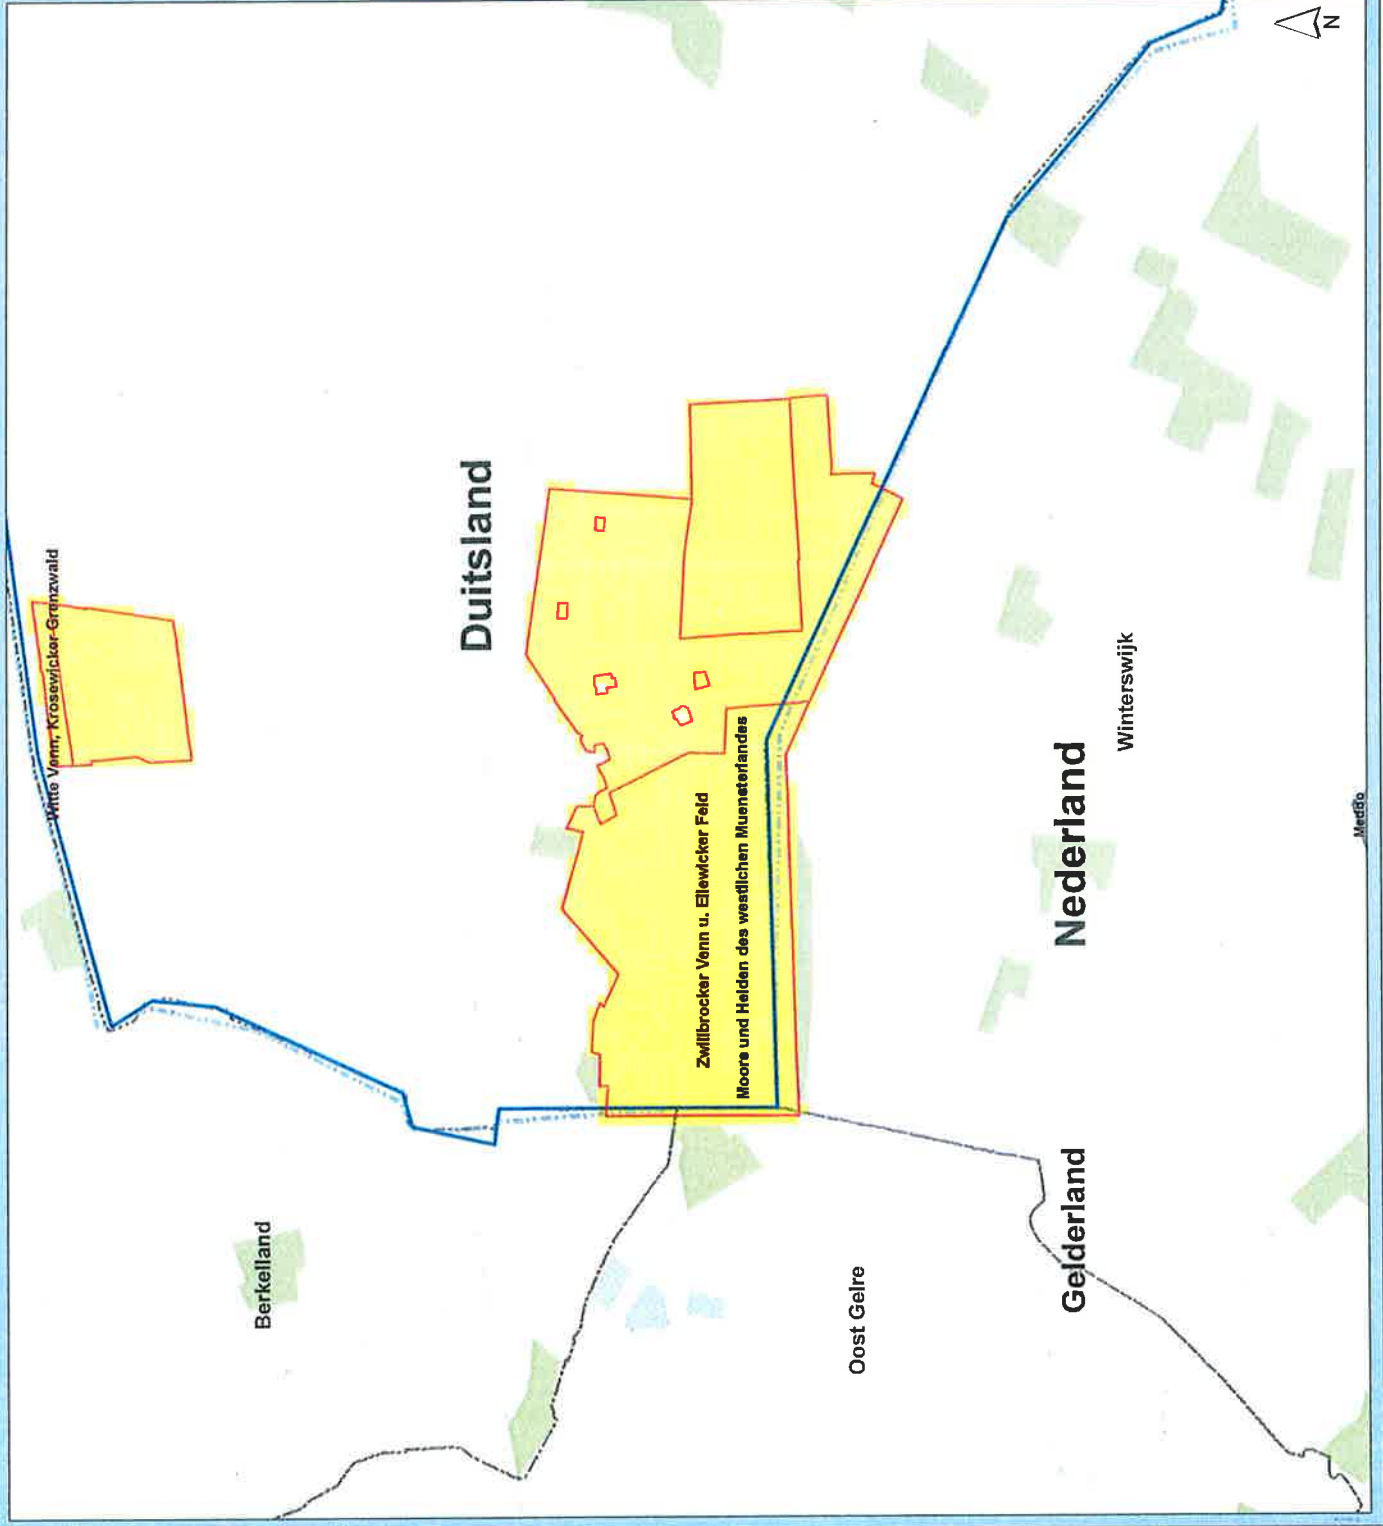 Witte Venn, Krosewicker Grenzwald
Duitsland
Berkelland
Zwillbrocker Venn u. Ellewicker Feld
Moore und Heiden des westlichen Muensterlandes
Oost Gelre
Nederland
Winterswijk
Gelderland
Meddo
N